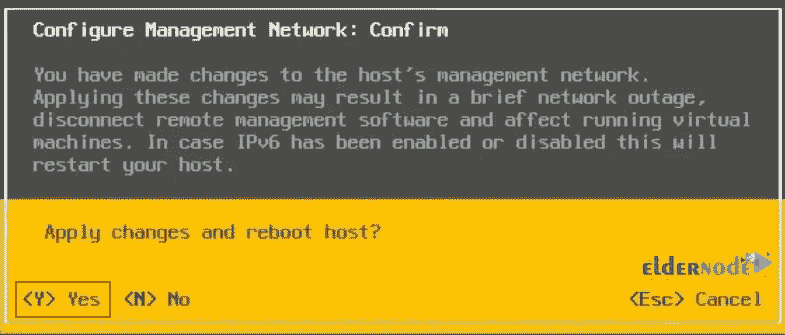 Configure Management Network: Confirm
You have made changes to the host's management network.
Applying these changes may result in a brief network outage,
disconnect remote management software and affect running virtual
machines. In case IPv6 has been enabled or disabled this will
restart your host.
Apply changes and reboot host?
ELDERNODE
<Y> Yes <N> No <Esc> Cancel